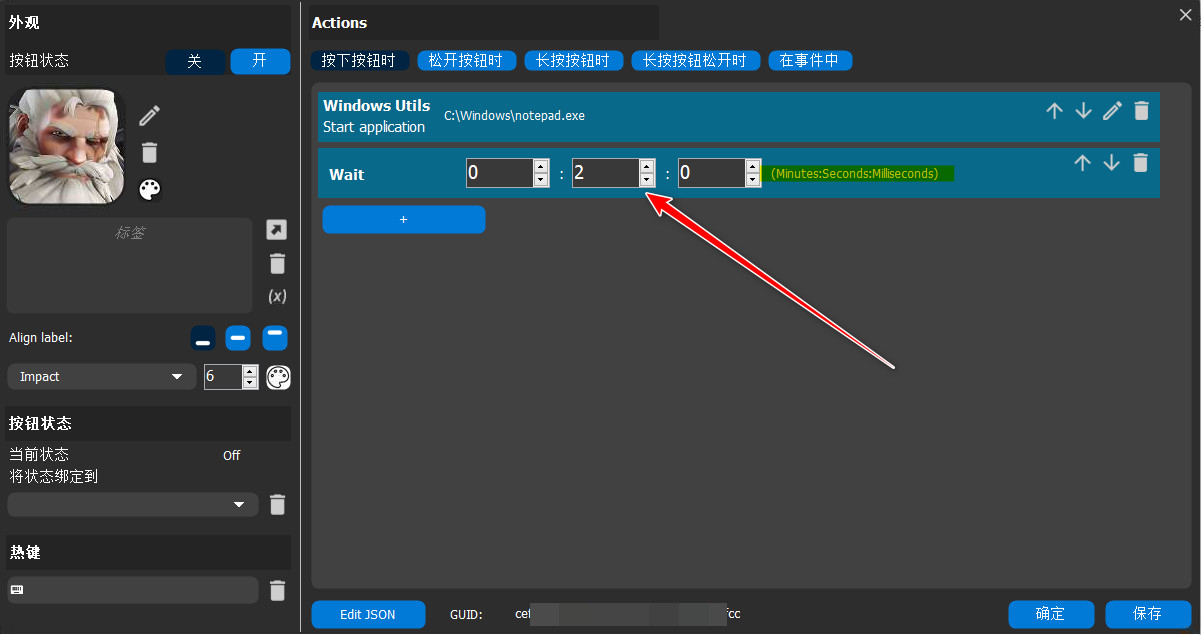 外观
按钮状态
关
开
标签
(x)
Align label:
Impact
6
按钮状态
当前状态
Off
将状态绑定到
热键
Actions
按下按钮时
松开按钮时
长按按钮时
长按按钮松开时
在事件中
Windows Utils
Start application
C:\Windows\notepad.exe
Wait
0 : 2 : 0 (Minutes:Seconds:Milliseconds)
+
Edit JSON
GUID:
cef
fcc
确定
保存